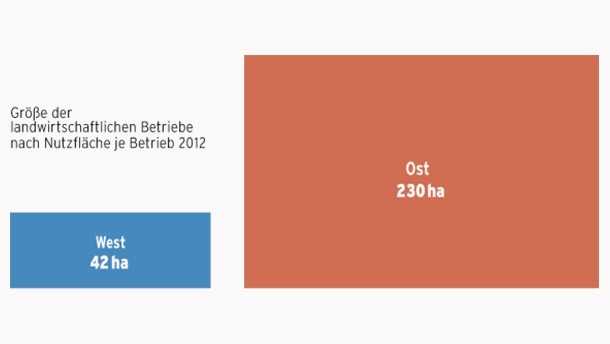 Größe der
landwirtschaftlichen Betriebe
nach Nutzfläche je Betrieb 2012
West
42 ha
Ost
230 ha